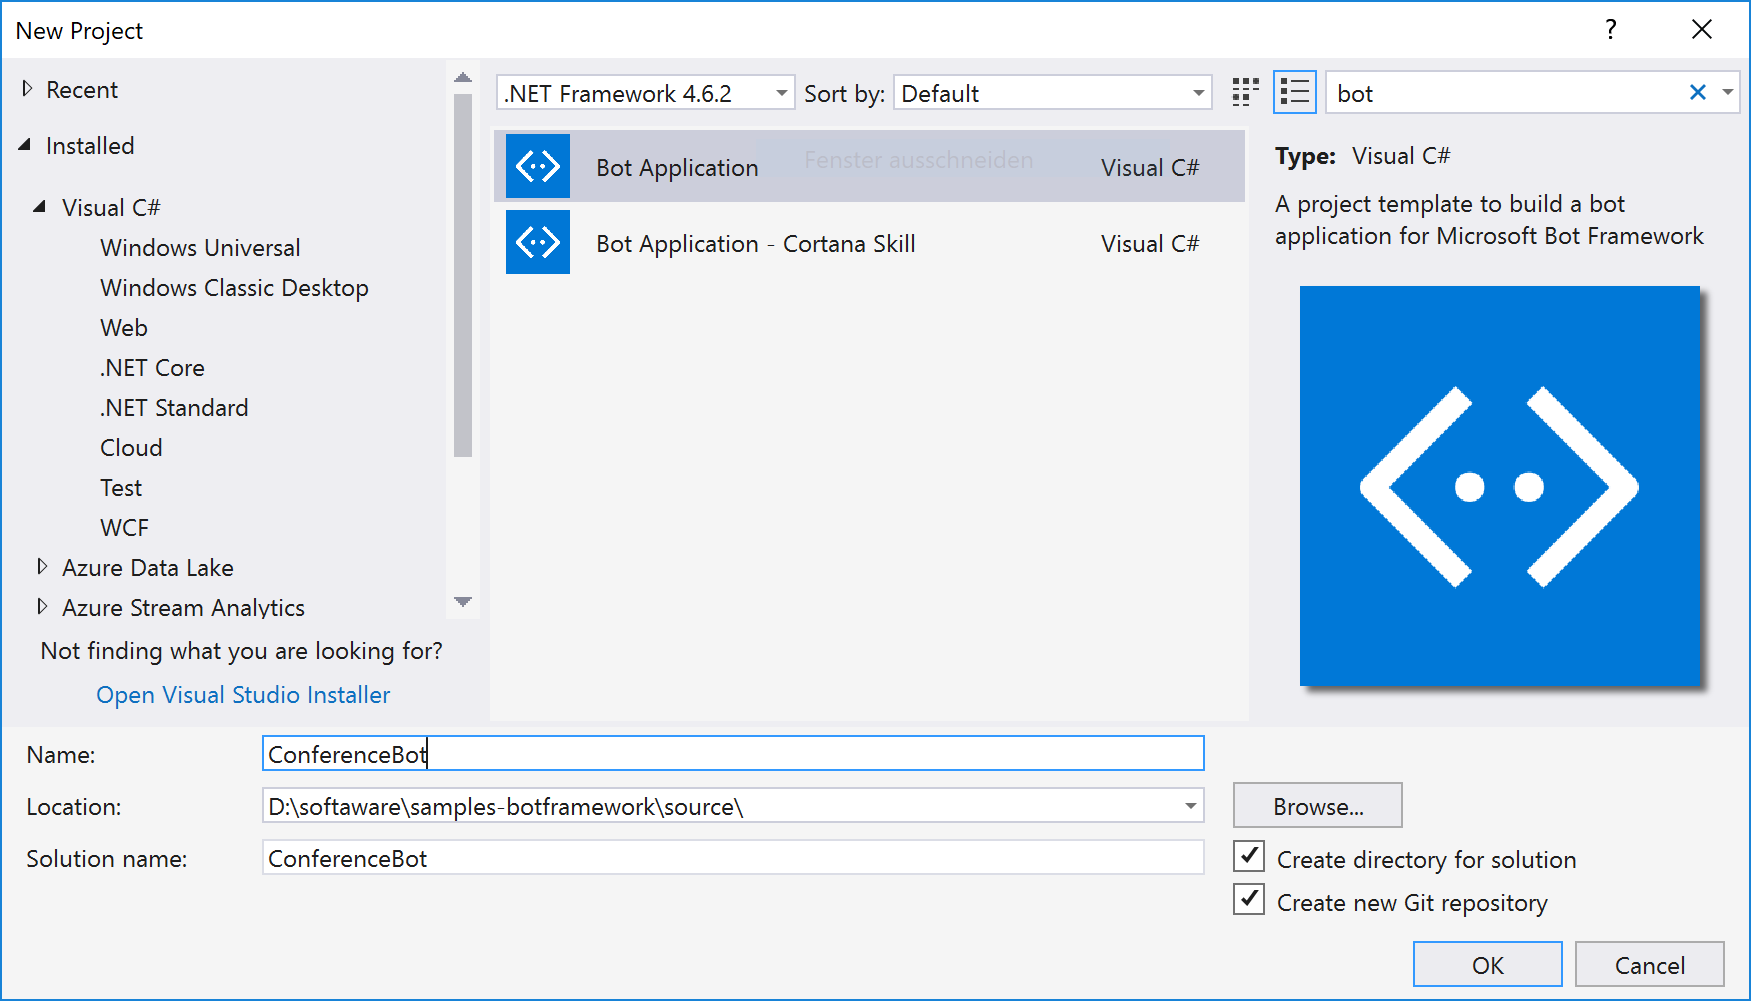 New Project
?
Recent
Installed
Visual C#
Windows Universal
Windows Classic Desktop
Web
.NET Core
.NET Standard
Cloud
Test
WCF
Azure Data Lake
Azure Stream Analytics
Not finding what you are looking for?
Open Visual Studio Installer
.NET Framework 4.6.2
Sort by:
Default
bot
Bot Application
Fenster ausschneiden
Visual C#
Bot Application - Cortana Skill
Visual C#
Type: Visual C#
A project template to build a bot
application for Microsoft Bot Framework
Name:
ConferenceBot
Location:
D:\softaware\samples-botframework\source\
Browse...
Solution name:
ConferenceBot
Create directory for solution
Create new Git repository
OK
Cancel